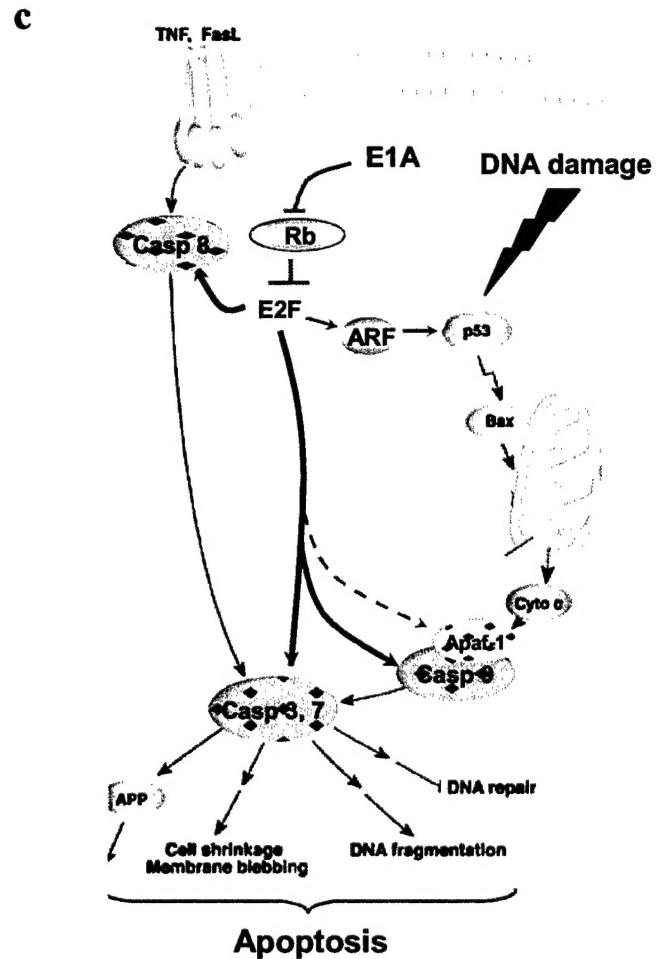 c
TNF, FasL
E1A
DNA damage
Casp 8
Rb
E2F
ARF
p53
Bax
Cyto c
Apaf-1
Casp 9
Casp 3, 7
APP
DNA repair
Cell shrinkage
Membrane blebbing
DNA fragmentation
Apoptosis